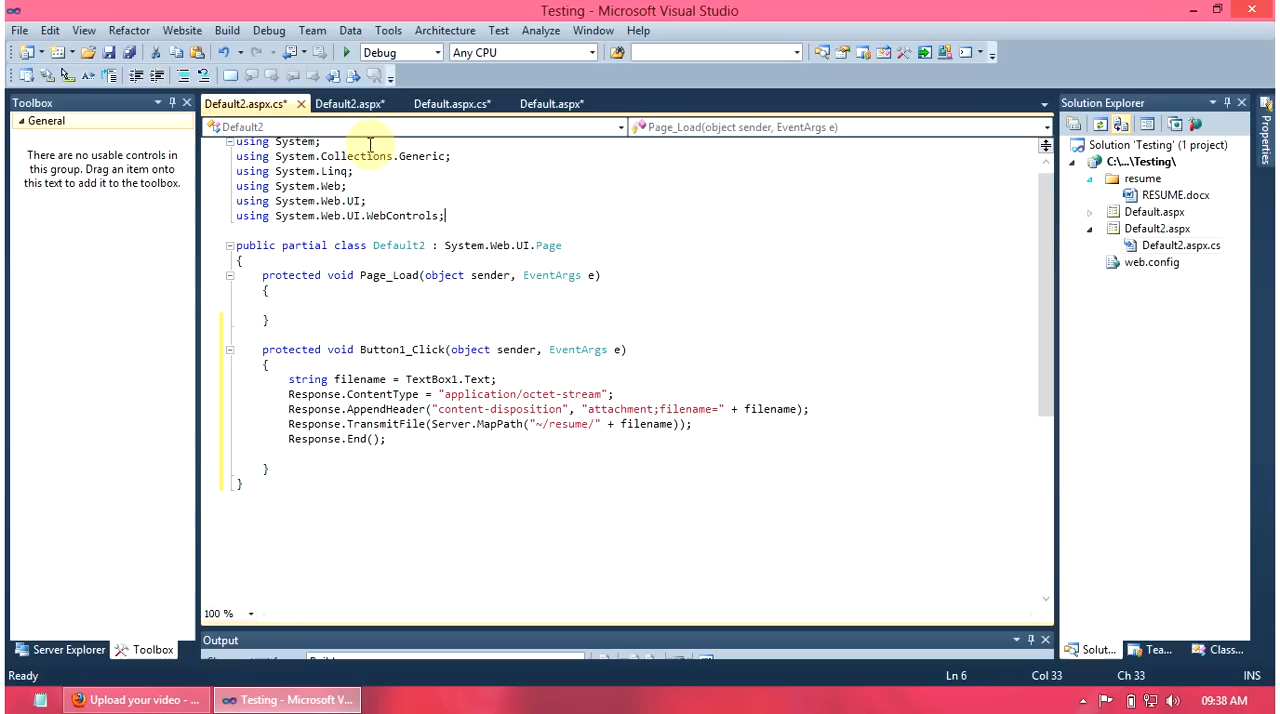 Testing - Microsoft Visual Studio
File Edit View Refactor Website Build Debug Team Data Tools Architecture Test Analyze Window Help
Debug Any CPU
Toolbox
General
There are no usable controls in
this group. Drag an item onto
this text to add it to the toolbox.
Server Explorer Toolbox
Default2.aspx.cs* Default2.aspx* Default.aspx.cs* Default.aspx*
Default2 Page_Load(object sender, EventArgs e)
using System;
using System.Collections.Generic;
using System.Linq;
using System.Web;
using System.Web.UI;
using System.Web.UI.WebControls;
public partial class Default2 : System.Web.UI.Page
{
protected void Page_Load(object sender, EventArgs e)
{
}
protected void Button1_Click(object sender, EventArgs e)
{
string filename = TextBox1.Text;
Response.ContentType = "application/octet-stream";
Response.AppendHeader("content-disposition", "attachment;filename=" + filename);
Response.TransmitFile(Server.MapPath("~/resume/" + filename));
Response.End();
}
}
100 %
Output
Solution Explorer
Solution 'Testing' (1 project)
C:\...\Testing\
resume
RESUME.docx
Default.aspx
Default2.aspx
Default2.aspx.cs
web.config
Solut... Tea... Class...
Properties
Ready Ln 6 Col 33 Ch 33 INS
Upload your video - ... Testing - Microsoft V... 09:38 AM